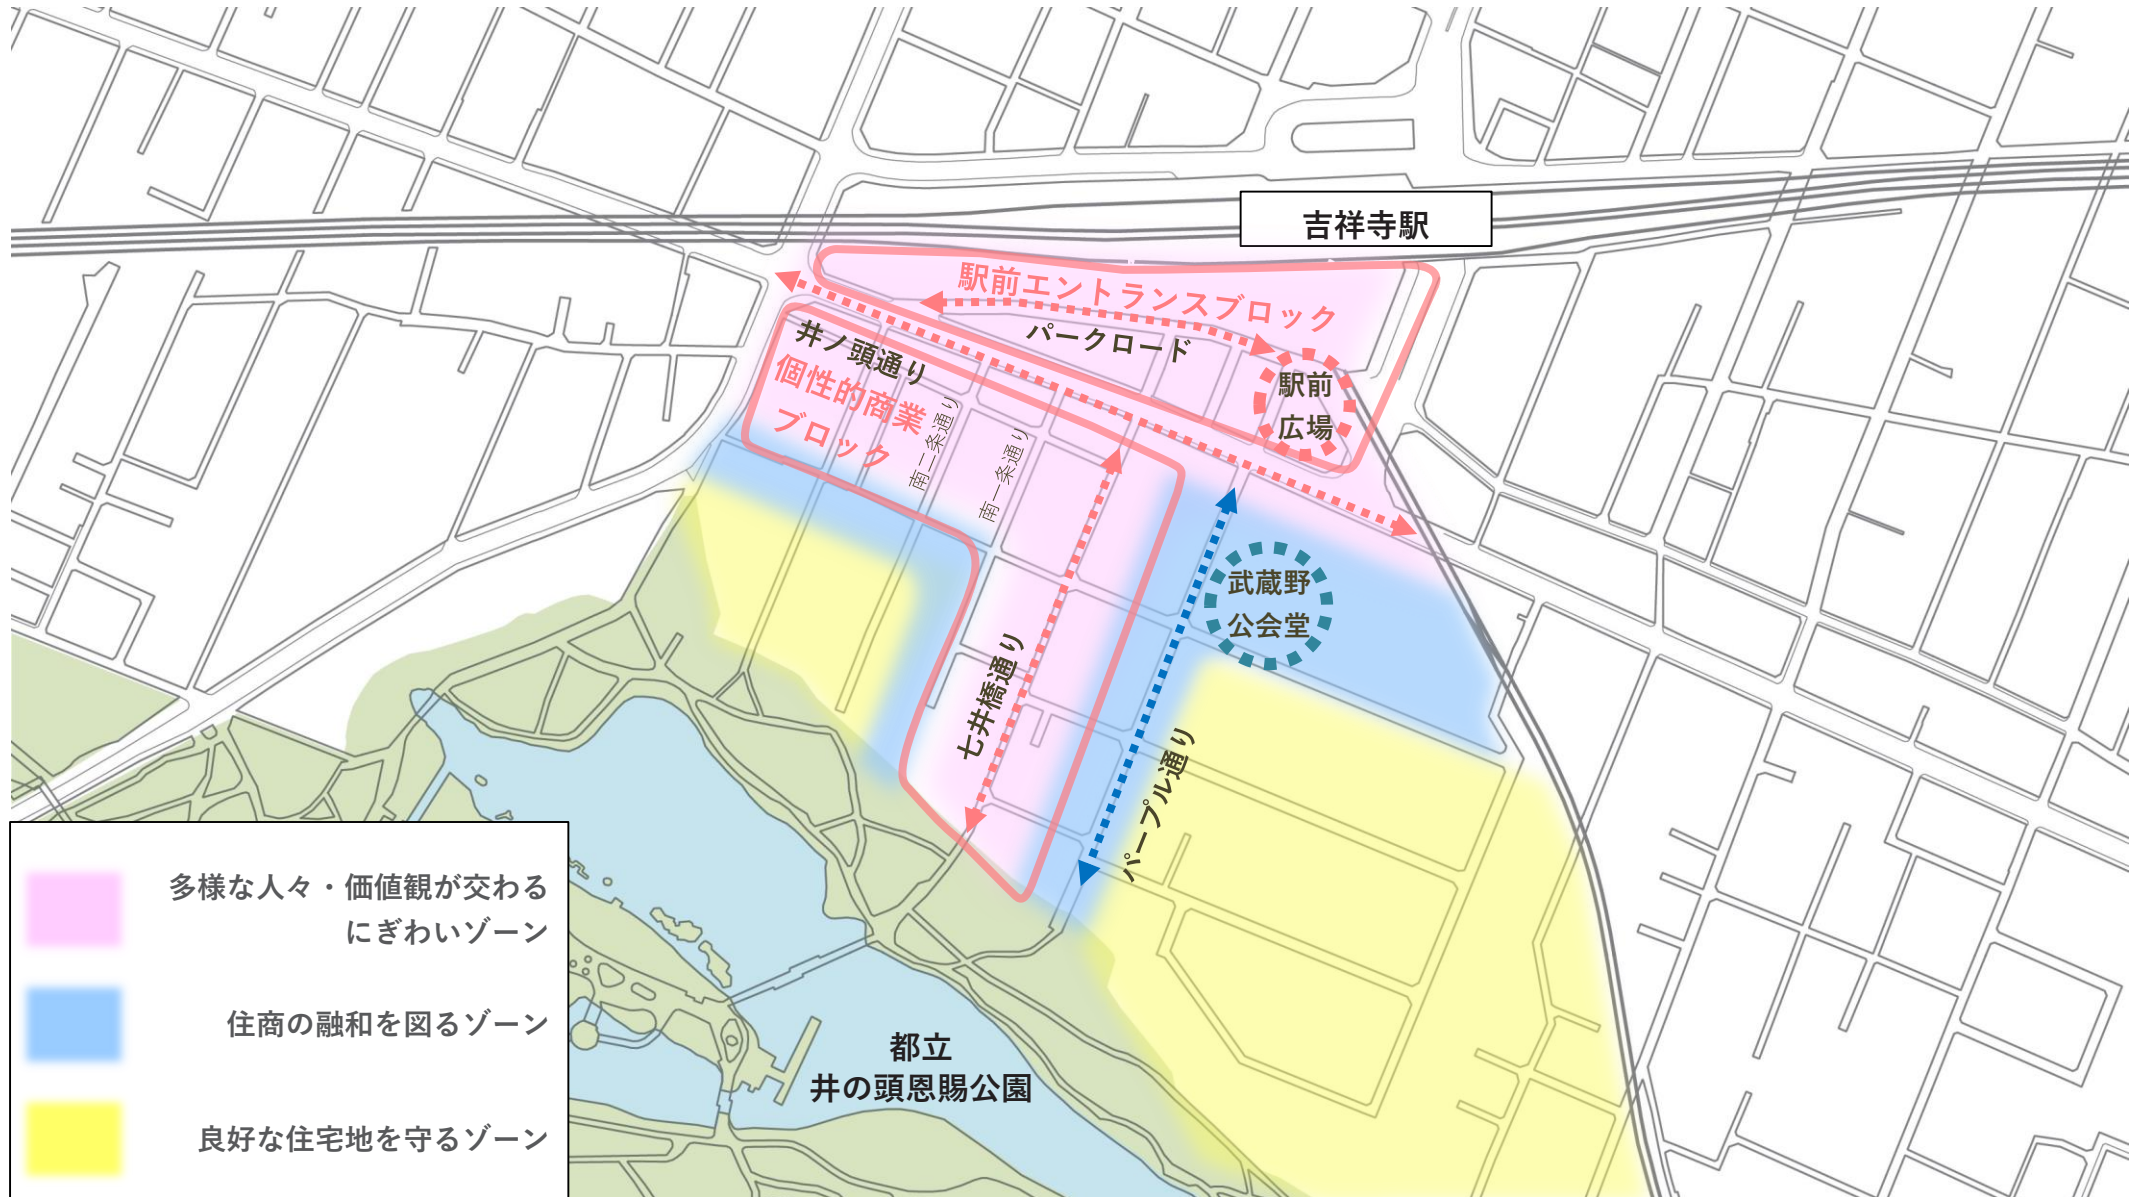 吉祥寺駅
駅前エントランスブロック
パークロード
井ノ頭通り
個性的商業
ブロック
駅前
広場
南二条通り
南一条通り
武蔵野
公会堂
七井橋通り
パープル通り
多様な人々・価値観が交わる
にぎわいゾーン
住商の融和を図るゾーン
良好な住宅地を守るゾーン
都立
井の頭恩賜公園